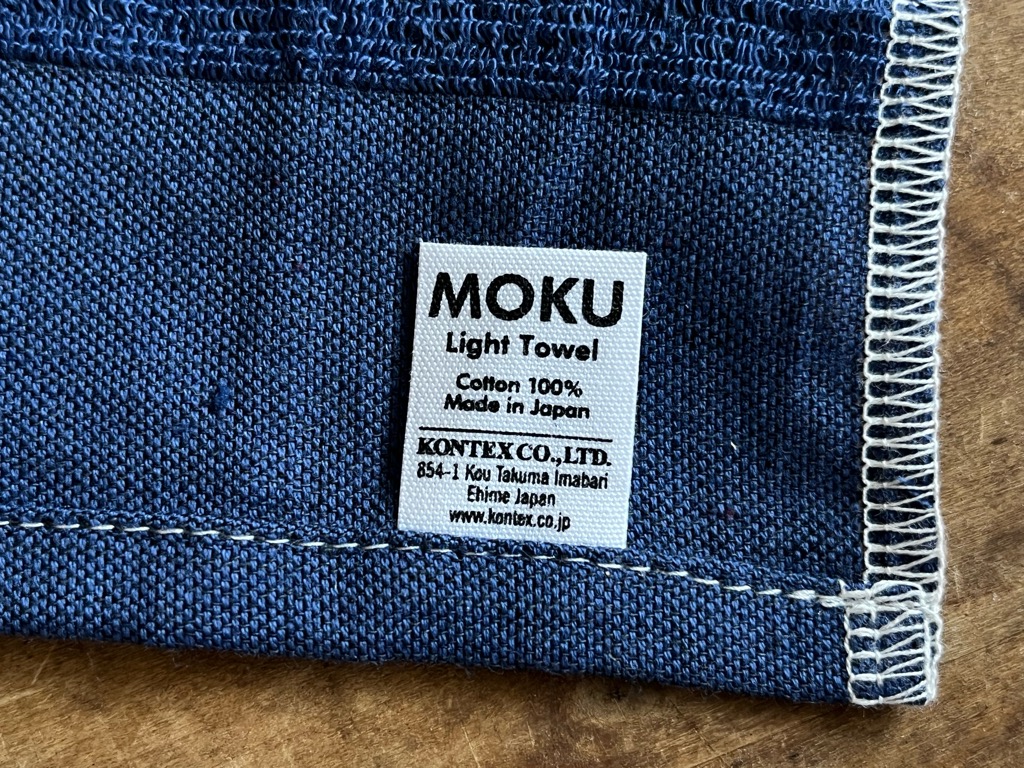 MOKU
Light Towel
Cotton 100%
Made in Japan
KONTEX CO.,LTD.
854-1 Kou Takuma Imabari
Ehime Japan
www.kontex.co.jp